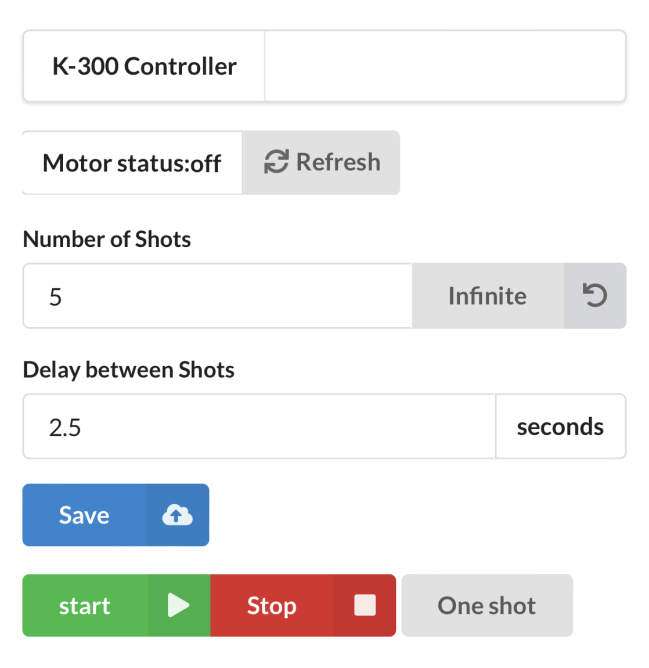 K-300 Controller
Motor status:off Refresh
Number of Shots
5 Infinite
Delay between Shots
2.5 seconds
Save
start Stop One shot